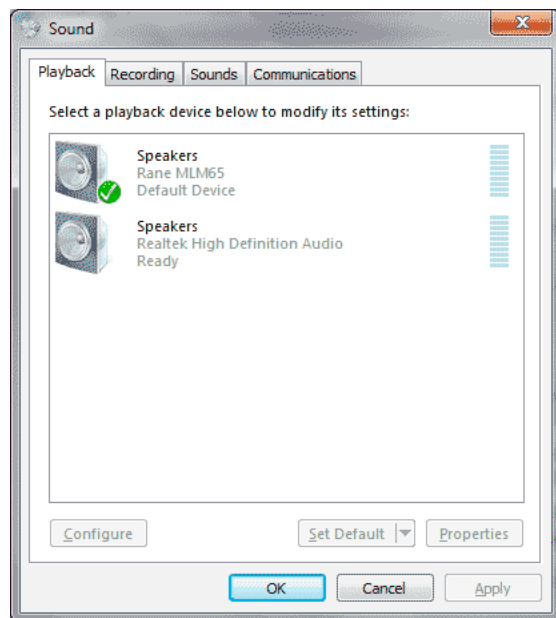 Sound
Playback Recording Sounds Communications
Select a playback device below to modify its settings:
Speakers
Rane MLM65
Default Device
Speakers
Realtek High Definition Audio
Ready
Configure Set Default Properties
OK Cancel Apply